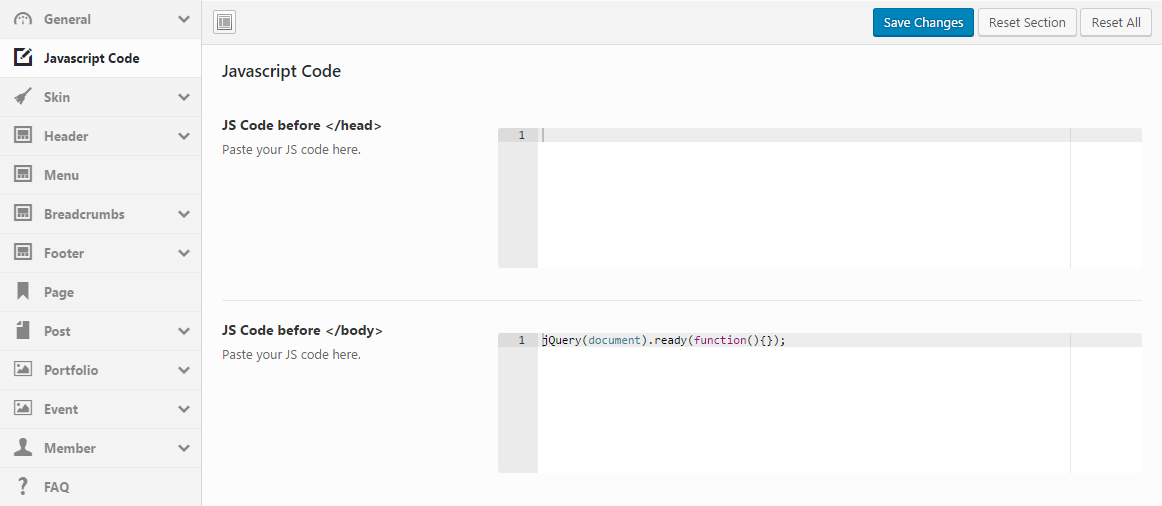 General
Javascript Code
Skin
Header
Menu
Breadcrumbs
Footer
Page
Post
Portfolio
Event
Member
FAQ
Save Changes
Reset Section
Reset All
Javascript Code
JS Code before </head>
Paste your JS code here.
1
JS Code before </body>
Paste your JS code here.
1 jQuery(document).ready(function(){});